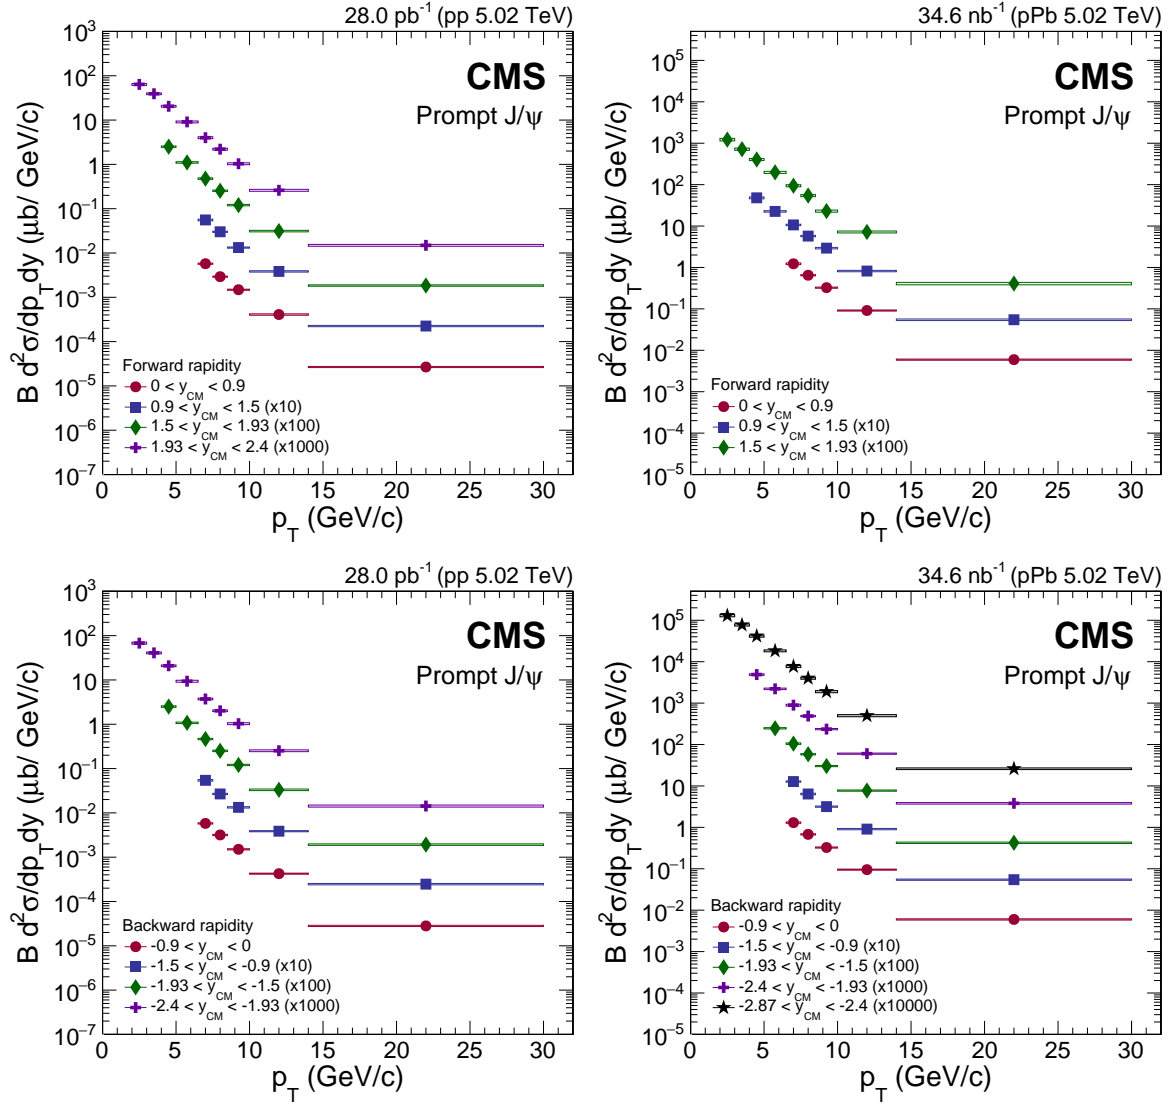 28.0 pb⁻¹ (pp 5.02 TeV)
CMS
Prompt J/ψ
B d²σ/dp_T dy (μb/ GeV/c)
10³
10²
10
1
10⁻¹
10⁻²
10⁻³
10⁻⁴
10⁻⁵
10⁻⁶
10⁻⁷
Forward rapidity
0 < y_CM < 0.9
0.9 < y_CM < 1.5 (x10)
1.5 < y_CM < 1.93 (x100)
1.93 < y_CM < 2.4 (x1000)
0 5 10 15 20 25 30
p_T (GeV/c)
34.6 nb⁻¹ (pPb 5.02 TeV)
CMS
Prompt J/ψ
B d²σ/dp_T dy (μb/ GeV/c)
10⁵
10⁴
10³
10²
10
1
10⁻¹
10⁻²
10⁻³
10⁻⁴
10⁻⁵
Forward rapidity
0 < y_CM < 0.9
0.9 < y_CM < 1.5 (x10)
1.5 < y_CM < 1.93 (x100)
0 5 10 15 20 25 30
p_T (GeV/c)
28.0 pb⁻¹ (pp 5.02 TeV)
CMS
Prompt J/ψ
B d²σ/dp_T dy (μb/ GeV/c)
10³
10²
10
1
10⁻¹
10⁻²
10⁻³
10⁻⁴
10⁻⁵
10⁻⁶
10⁻⁷
Backward rapidity
-0.9 < y_CM < 0
-1.5 < y_CM < -0.9 (x10)
-1.93 < y_CM < -1.5 (x100)
-2.4 < y_CM < -1.93 (x1000)
0 5 10 15 20 25 30
p_T (GeV/c)
34.6 nb⁻¹ (pPb 5.02 TeV)
CMS
Prompt J/ψ
B d²σ/dp_T dy (μb/ GeV/c)
10⁵
10⁴
10³
10²
10
1
10⁻¹
10⁻²
10⁻³
10⁻⁴
10⁻⁵
Backward rapidity
-0.9 < y_CM < 0
-1.5 < y_CM < -0.9 (x10)
-1.93 < y_CM < -1.5 (x100)
-2.4 < y_CM < -1.93 (x1000)
-2.87 < y_CM < -2.4 (x10000)
0 5 10 15 20 25 30
p_T (GeV/c)